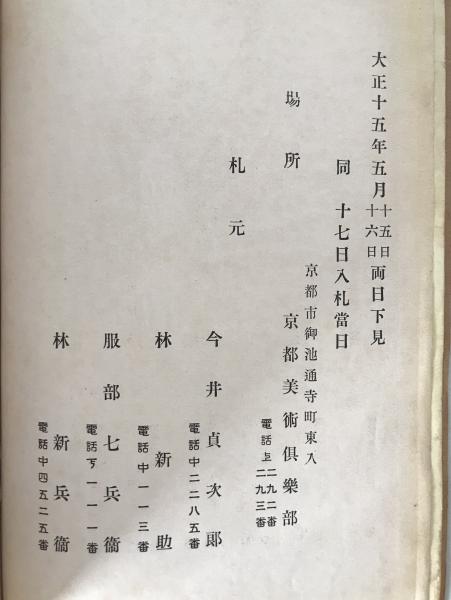 大正十五年五月十五日十六日両日下見
同 十七日入札當日
京都市御池通寺町東入
場所 京都美術倶樂部
電話上二九二番
二九三番
札元
今井貞次郎
電話中二二八五番
林新助
電話中一一三番
服部七兵衞
電話下一一一番
林新兵衞
電話中四五二五番